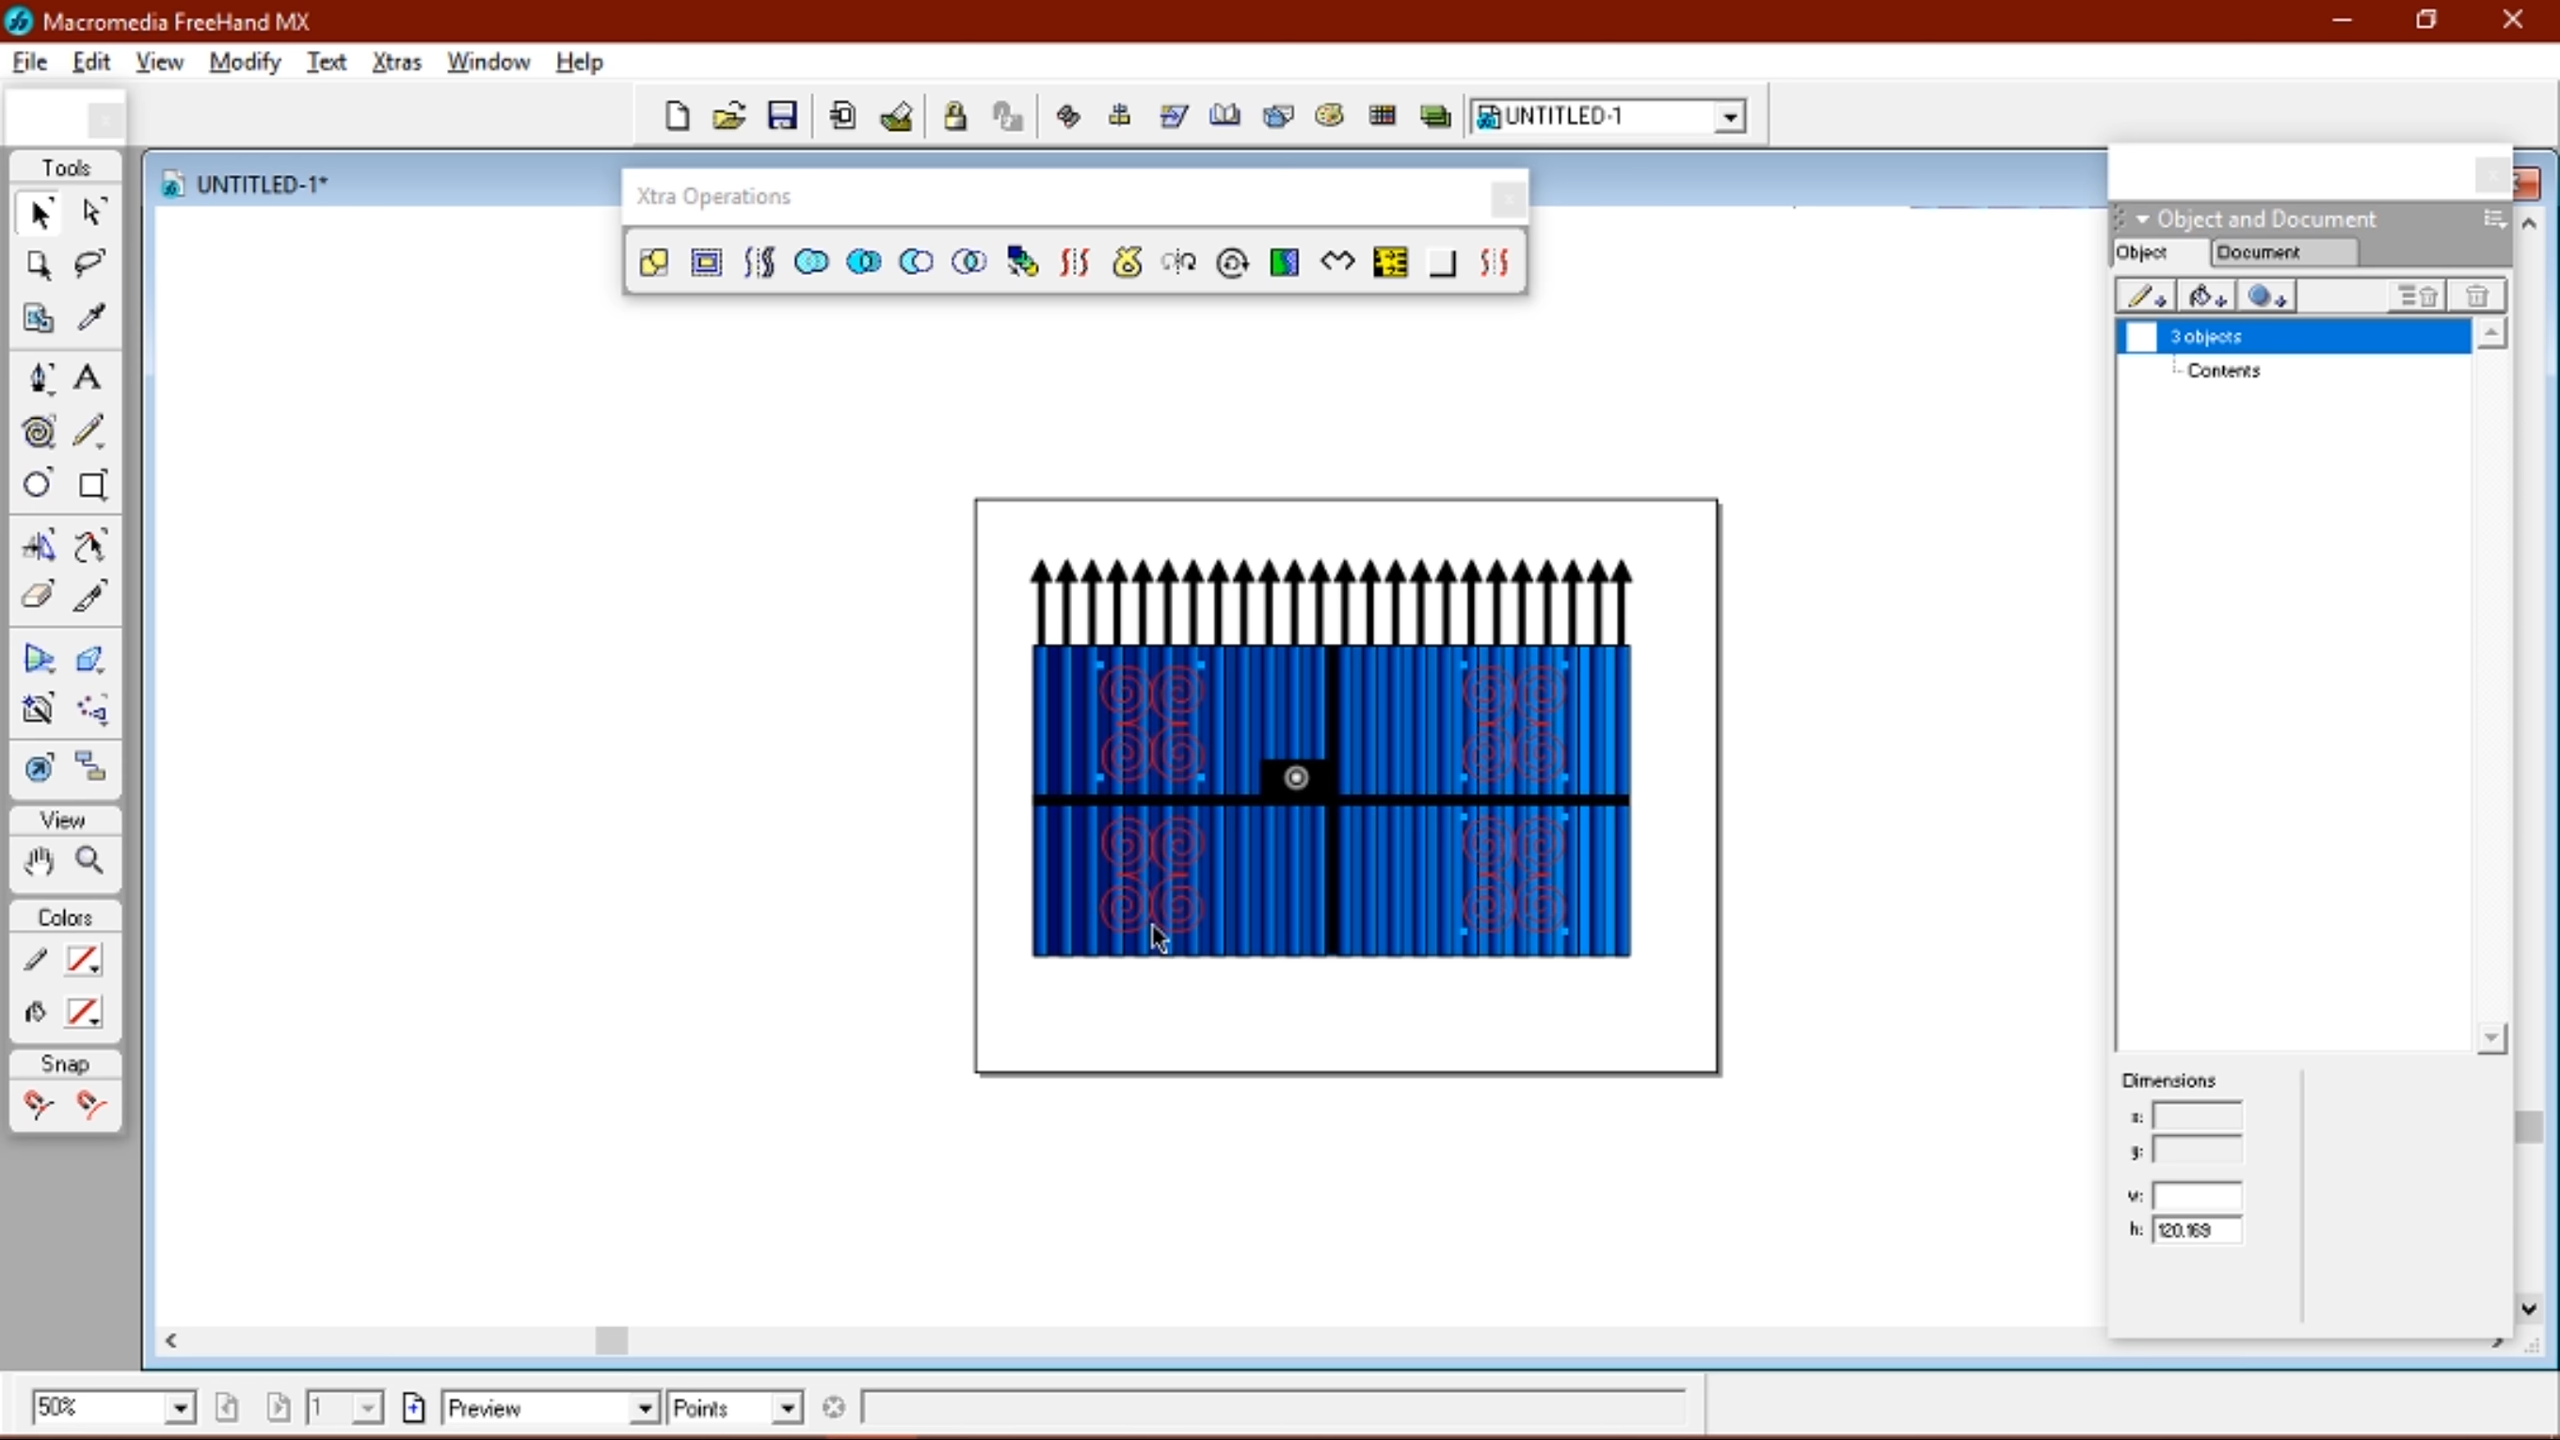 Macromedia FreeHand MX
File Edit View Modify Text Xtras Window Help
UNTITLED-1
Tools
UNTITLED-1*
Xtra Operations
Object and Document
Object Document
3 objects
Contents
View
Colors
Snap
Dimensions
x:
y:
w:
h: 120.169
50% 1 Preview Points